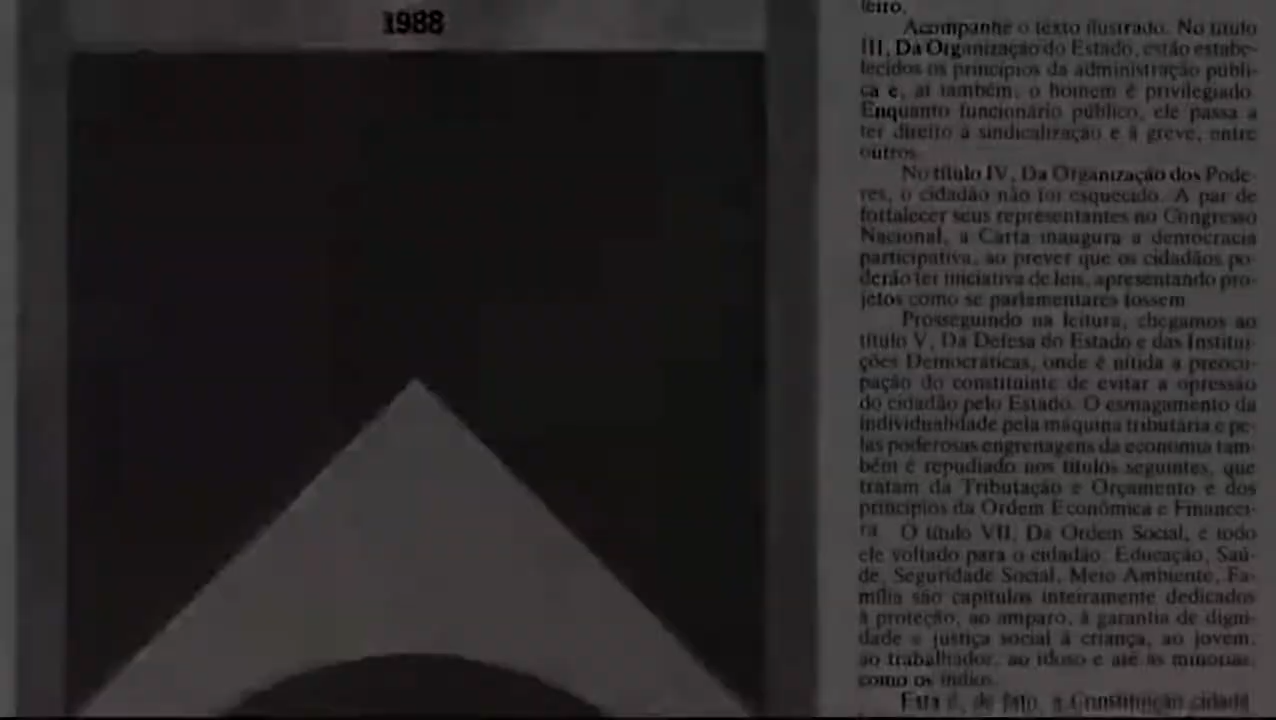 1988
leiro.
Acompanhe o texto ilustrado. No título
III, Da Organização do Estado, estão estabe-
lecidos os princípios da administração públi-
ca e, aí também, o homem é privilegiado.
Enquanto funcionário público, ele passa a
ter direito à sindicalização e à greve, entre
outros.
No título IV, Da Organização dos Pode-
res, o cidadão não foi esquecido. A par de
fortalecer seus representantes no Congresso
Nacional, a Carta inaugura a democracia
participativa, ao prever que os cidadãos po-
derão ter iniciativa de leis, apresentando pro-
jetos como se parlamentares fossem.
Prosseguindo na leitura, chegamos ao
título V, Da Defesa do Estado e das Institui-
ções Democráticas, onde é nítida a preocu-
pação do constituinte de evitar a opressão
do cidadão pelo Estado. O esmagamento da
individualidade pela máquina tributária e pe-
las poderosas engrenagens da economia tam-
bém é repudiado nos títulos seguintes, que
tratam da Tributação e Orçamento e dos
princípios da Ordem Econômica e Financei-
ra. O título VII, Da Ordem Social, é todo
ele voltado para o cidadão. Educação, Saú-
de, Seguridade Social, Meio Ambiente, Fa-
mília são capítulos inteiramente dedicados
à proteção, ao amparo, à garantia de digni-
dade e justiça social à criança, ao jovem,
ao trabalhador, ao idoso e até às minorias,
como os índios.
Esta é, de fato, a Constituição cidadã,